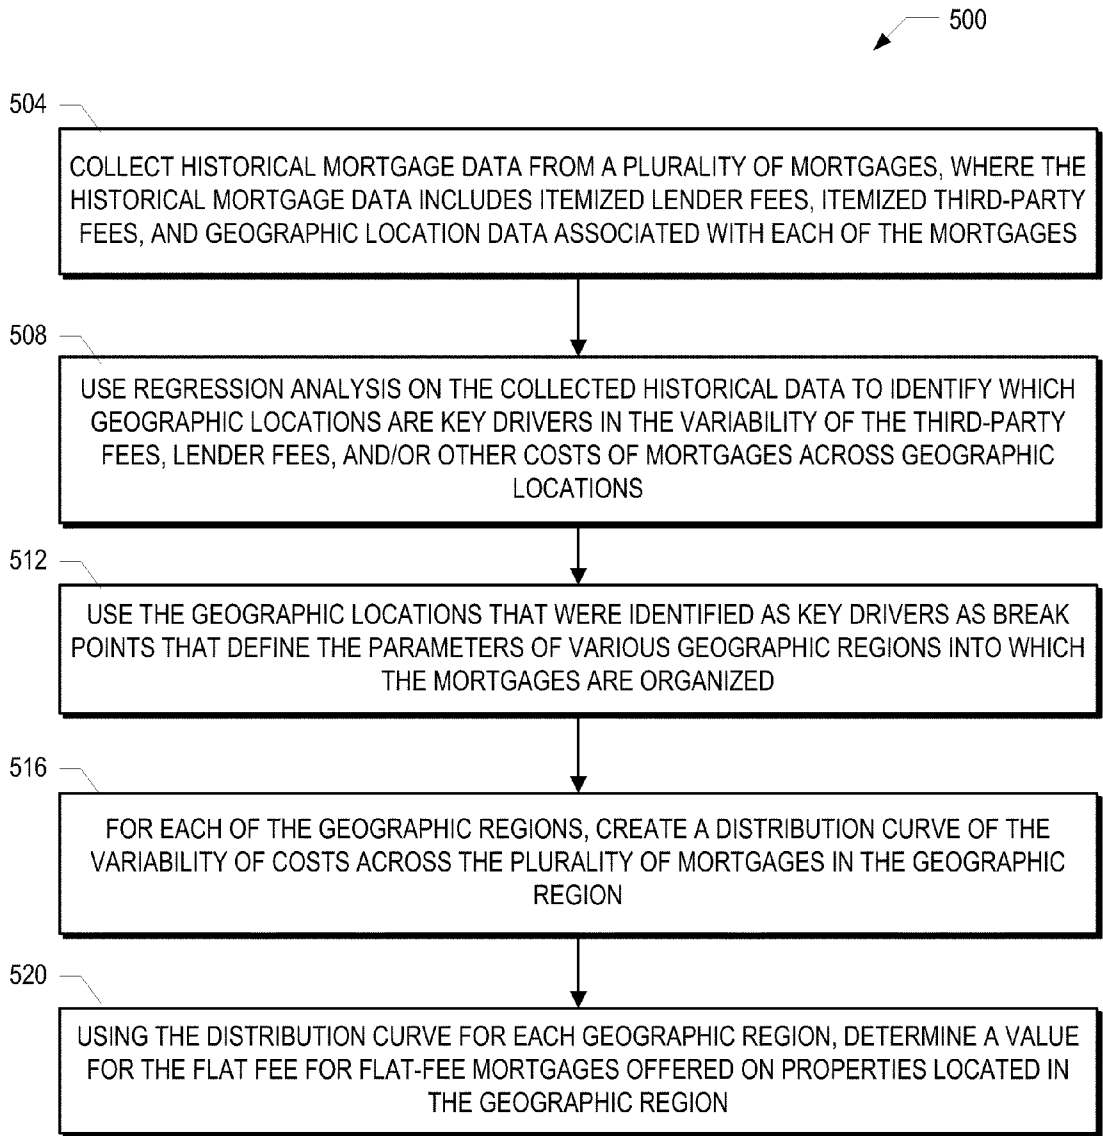 500
504
COLLECT HISTORICAL MORTGAGE DATA FROM A PLURALITY OF MORTGAGES, WHERE THE
HISTORICAL MORTGAGE DATA INCLUDES ITEMIZED LENDER FEES, ITEMIZED THIRD-PARTY
FEES, AND GEOGRAPHIC LOCATION DATA ASSOCIATED WITH EACH OF THE MORTGAGES
508
USE REGRESSION ANALYSIS ON THE COLLECTED HISTORICAL DATA TO IDENTIFY WHICH
GEOGRAPHIC LOCATIONS ARE KEY DRIVERS IN THE VARIABILITY OF THE THIRD-PARTY
FEES, LENDER FEES, AND/OR OTHER COSTS OF MORTGAGES ACROSS GEOGRAPHIC
LOCATIONS
512
USE THE GEOGRAPHIC LOCATIONS THAT WERE IDENTIFIED AS KEY DRIVERS AS BREAK
POINTS THAT DEFINE THE PARAMETERS OF VARIOUS GEOGRAPHIC REGIONS INTO WHICH
THE MORTGAGES ARE ORGANIZED
516
FOR EACH OF THE GEOGRAPHIC REGIONS, CREATE A DISTRIBUTION CURVE OF THE
VARIABILITY OF COSTS ACROSS THE PLURALITY OF MORTGAGES IN THE GEOGRAPHIC
REGION
520
USING THE DISTRIBUTION CURVE FOR EACH GEOGRAPHIC REGION, DETERMINE A VALUE
FOR THE FLAT FEE FOR FLAT-FEE MORTGAGES OFFERED ON PROPERTIES LOCATED IN
THE GEOGRAPHIC REGION